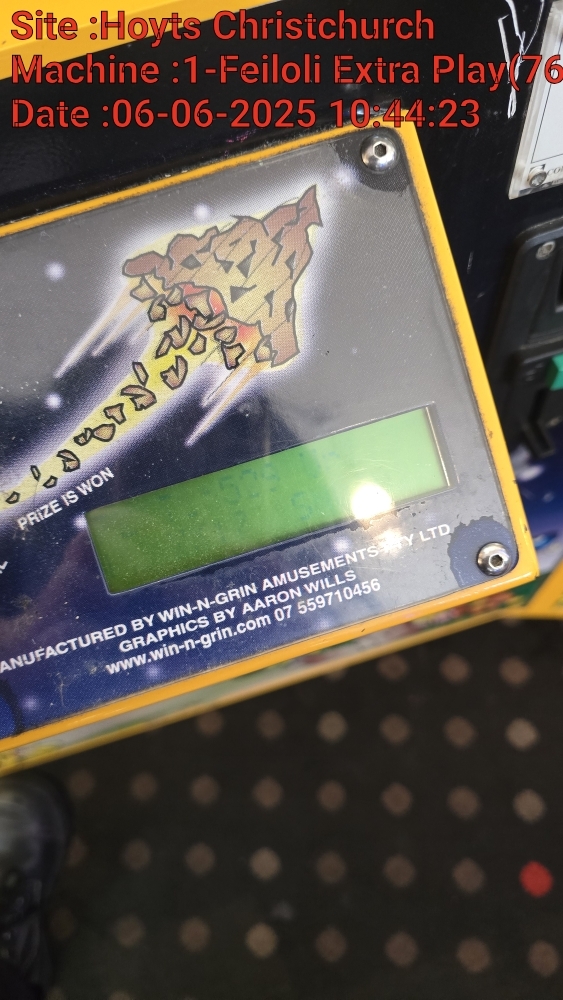 Site :Hoyts Christchurch
Machine :1-Feiloli Extra Play(76
Date :06-06-2025 10:44:23
PRIZE IS WON
ANUFACTURED BY WIN-N-GRIN AMUSEMENTS PTY LTD
GRAPHICS BY AARON WILLS
www.win-n-grin.com 07 559710456